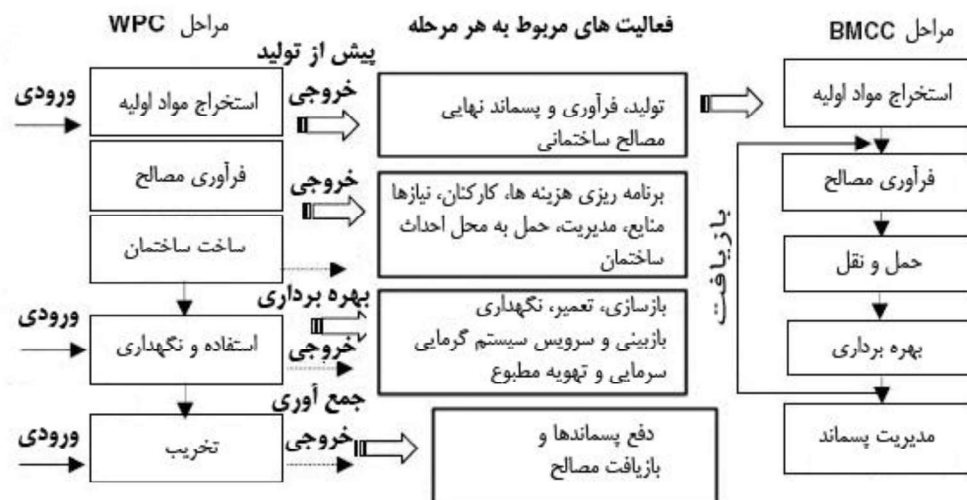 مراحل WPC
فعالیت های مربوط به هر مرحله
مراحل BMCC
پیش از تولید
ورودی
استخراج مواد اولیه
خروجی
تولید، فرآوری و پسماند نهایی
مصالح ساختمانی
استخراج مواد اولیه
فرآوری مصالح
خروجی
برنامه ریزی هزینه ها، کارکنان، نیازها
منایع، مدیریت، حمل به محل احداث
ساختمان
فرآوری مصالح
ساخت ساختمان
حمل و نقل
بازیافت
بهره برداری
ورودی
استفاده و نگهداری
خروجی
بازسازی، تعمیر، نگهداری
بازبینی و سرویس سیستم گرمایی
سرمایی و تهویه مطبوع
بهره برداری
جمع آوری
ورودی
تخریب
خروجی
دفع پسماندها و
بازیافت مصالح
مدیریت پسماند